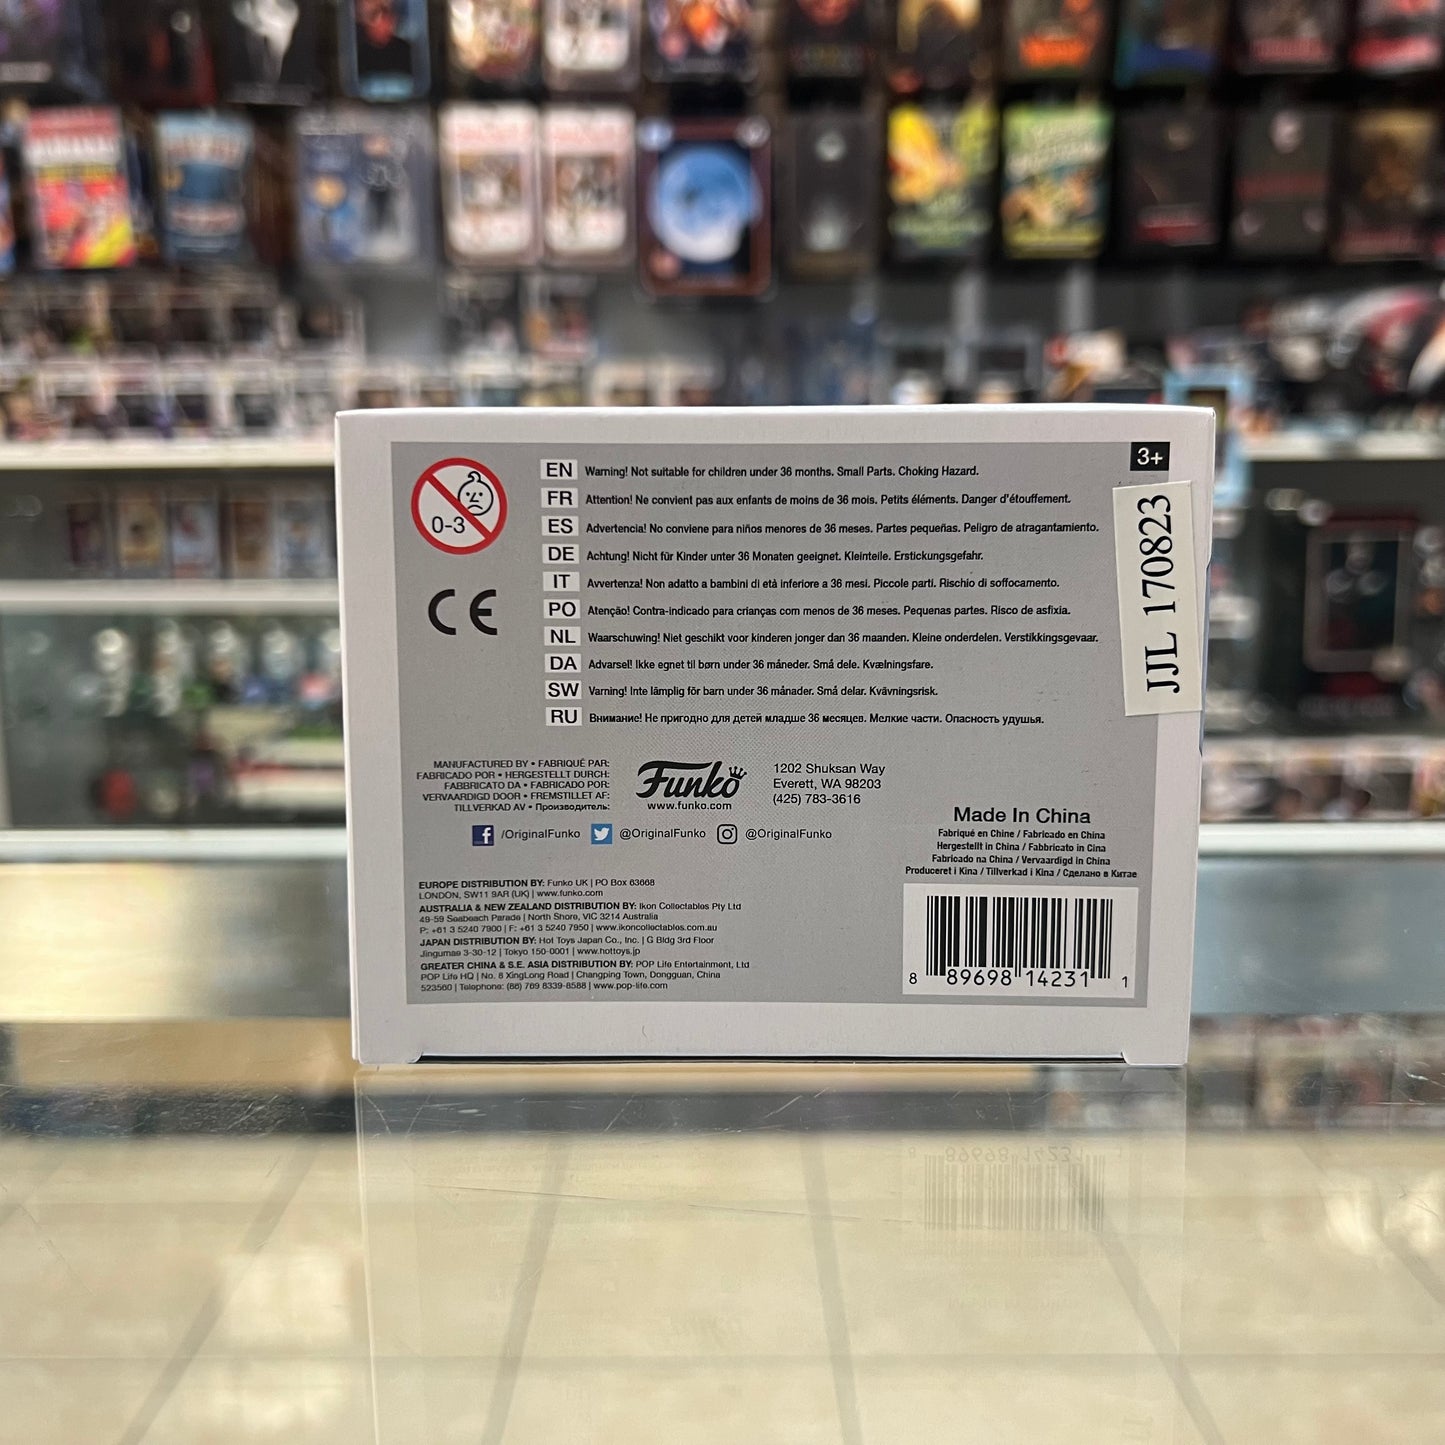 3+
0-3
CE
EN Warning! Not suitable for children under 36 months. Small Parts. Choking Hazard.
FR Attention! Ne convient pas aux enfants de moins de 36 mois. Petits éléments. Danger d'étouffement.
ES Advertencia! No conviene para niños menores de 36 meses. Partes pequeñas. Peligro de atragantamiento.
DE Achtung! Nicht für Kinder unter 36 Monaten geeignet. Kleinteile. Erstickungsgefahr.
IT Avvertenza! Non adatto a bambini di età inferiore a 36 mesi. Piccole parti. Rischio di soffocamento.
PO Atenção! Contra-indicado para crianças com menos de 36 meses. Pequenas partes. Risco de asfixia.
NL Waarschuwing! Niet geschikt voor kinderen jonger dan 36 maanden. Kleine onderdelen. Verstikkingsgevaar.
DA Advarsel! Ikke egnet til børn under 36 måneder. Små dele. Kvælningsfare.
SW Varning! Inte lämplig för barn under 36 månader. Små delar. Kvävningsrisk.
RU Внимание! Не пригодно для детей младше 36 месяцев. Мелкие части. Опасность удушья.
JJL 170823
MANUFACTURED BY • FABRIQUÉ PAR:
FABRICADO POR • HERGESTELLT DURCH:
FABBRICATO DA • FABRICADO POR:
VERVAARDIGD DOOR • FREMSTILLET AF:
TILLVERKAD AV • Производитель:
Funko
www.funko.com
1202 Shuksan Way
Everett, WA 98203
(425) 783-3616
/OriginalFunko @OriginalFunko @OriginalFunko
Made In China
Fabriqué en Chine / Fabricado en China
Hergestellt in China / Fabbricato in Cina
Fabricado na China / Vervaardigd in China
Produceret i Kina / Tillverkad i Kina / Сделано в Китае
EUROPE DISTRIBUTION BY: Funko UK | PO Box 63668
LONDON, SW11 9AR (UK) | www.funko.com
AUSTRALIA & NEW ZEALAND DISTRIBUTION BY: Ikon Collectables Pty Ltd
49-59 Seabeach Parade | North Shore, VIC 3214 Australia
P: +61 3 5240 7900 | F: +61 3 5240 7950 | www.ikoncollectables.com.au
JAPAN DISTRIBUTION BY: Hot Toys Japan Co., Inc. | G Bldg 3rd Floor
Jingumae 3-30-12 | Tokyo 150-0001 | www.hottoys.jp
GREATER CHINA & S.E. ASIA DISTRIBUTION BY: POP Life Entertainment, Ltd
POP Life HQ | No. 8 XingLong Road | Changping Town, Dongguan, China
523560 | Telephone: (86) 769 8339-8588 | www.pop-life.com
8 89698 14231 1